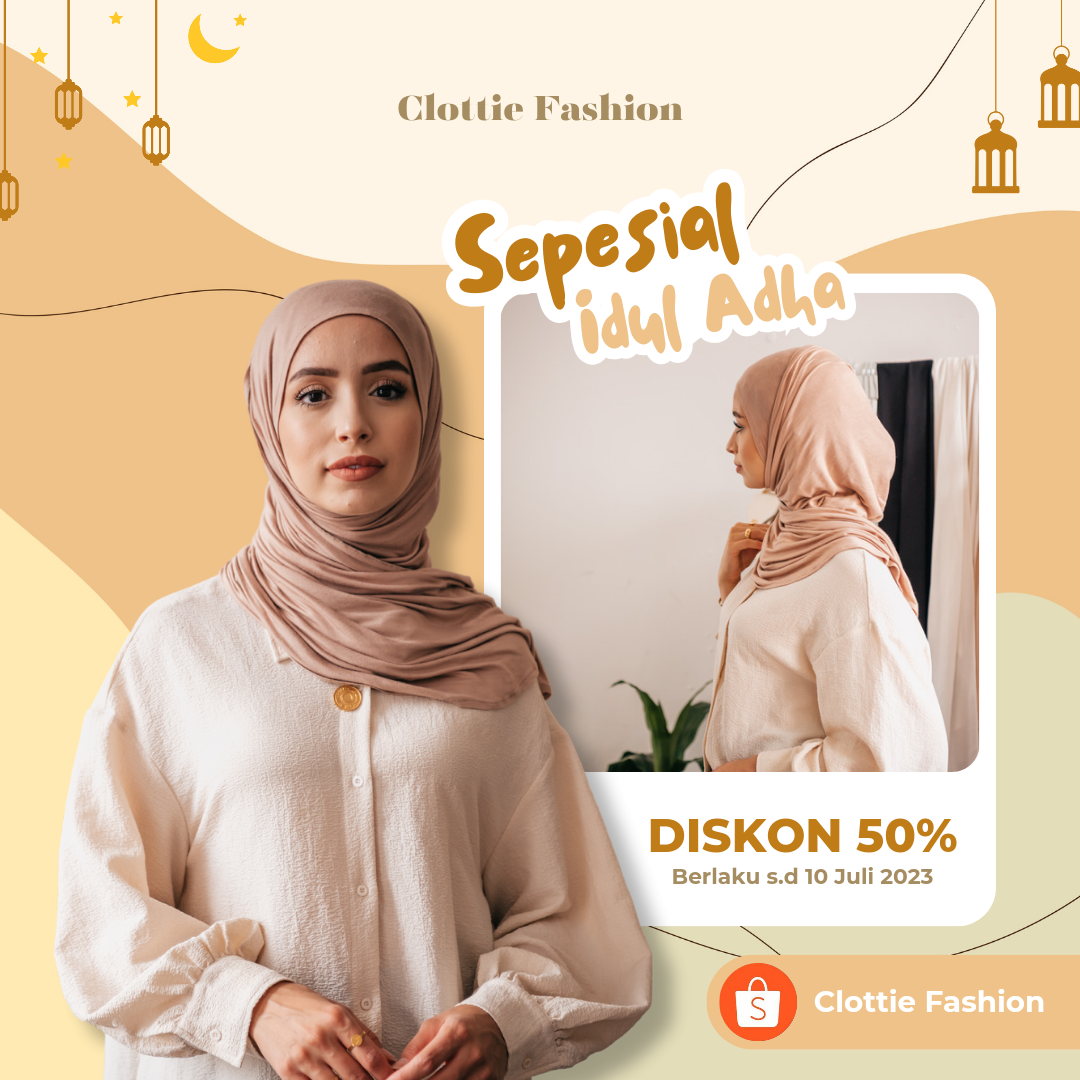 Clottie Fashion
Sepesial
idul Adha
DISKON 50%
Berlaku s.d 10 Juli 2023
S
Clottie Fashion